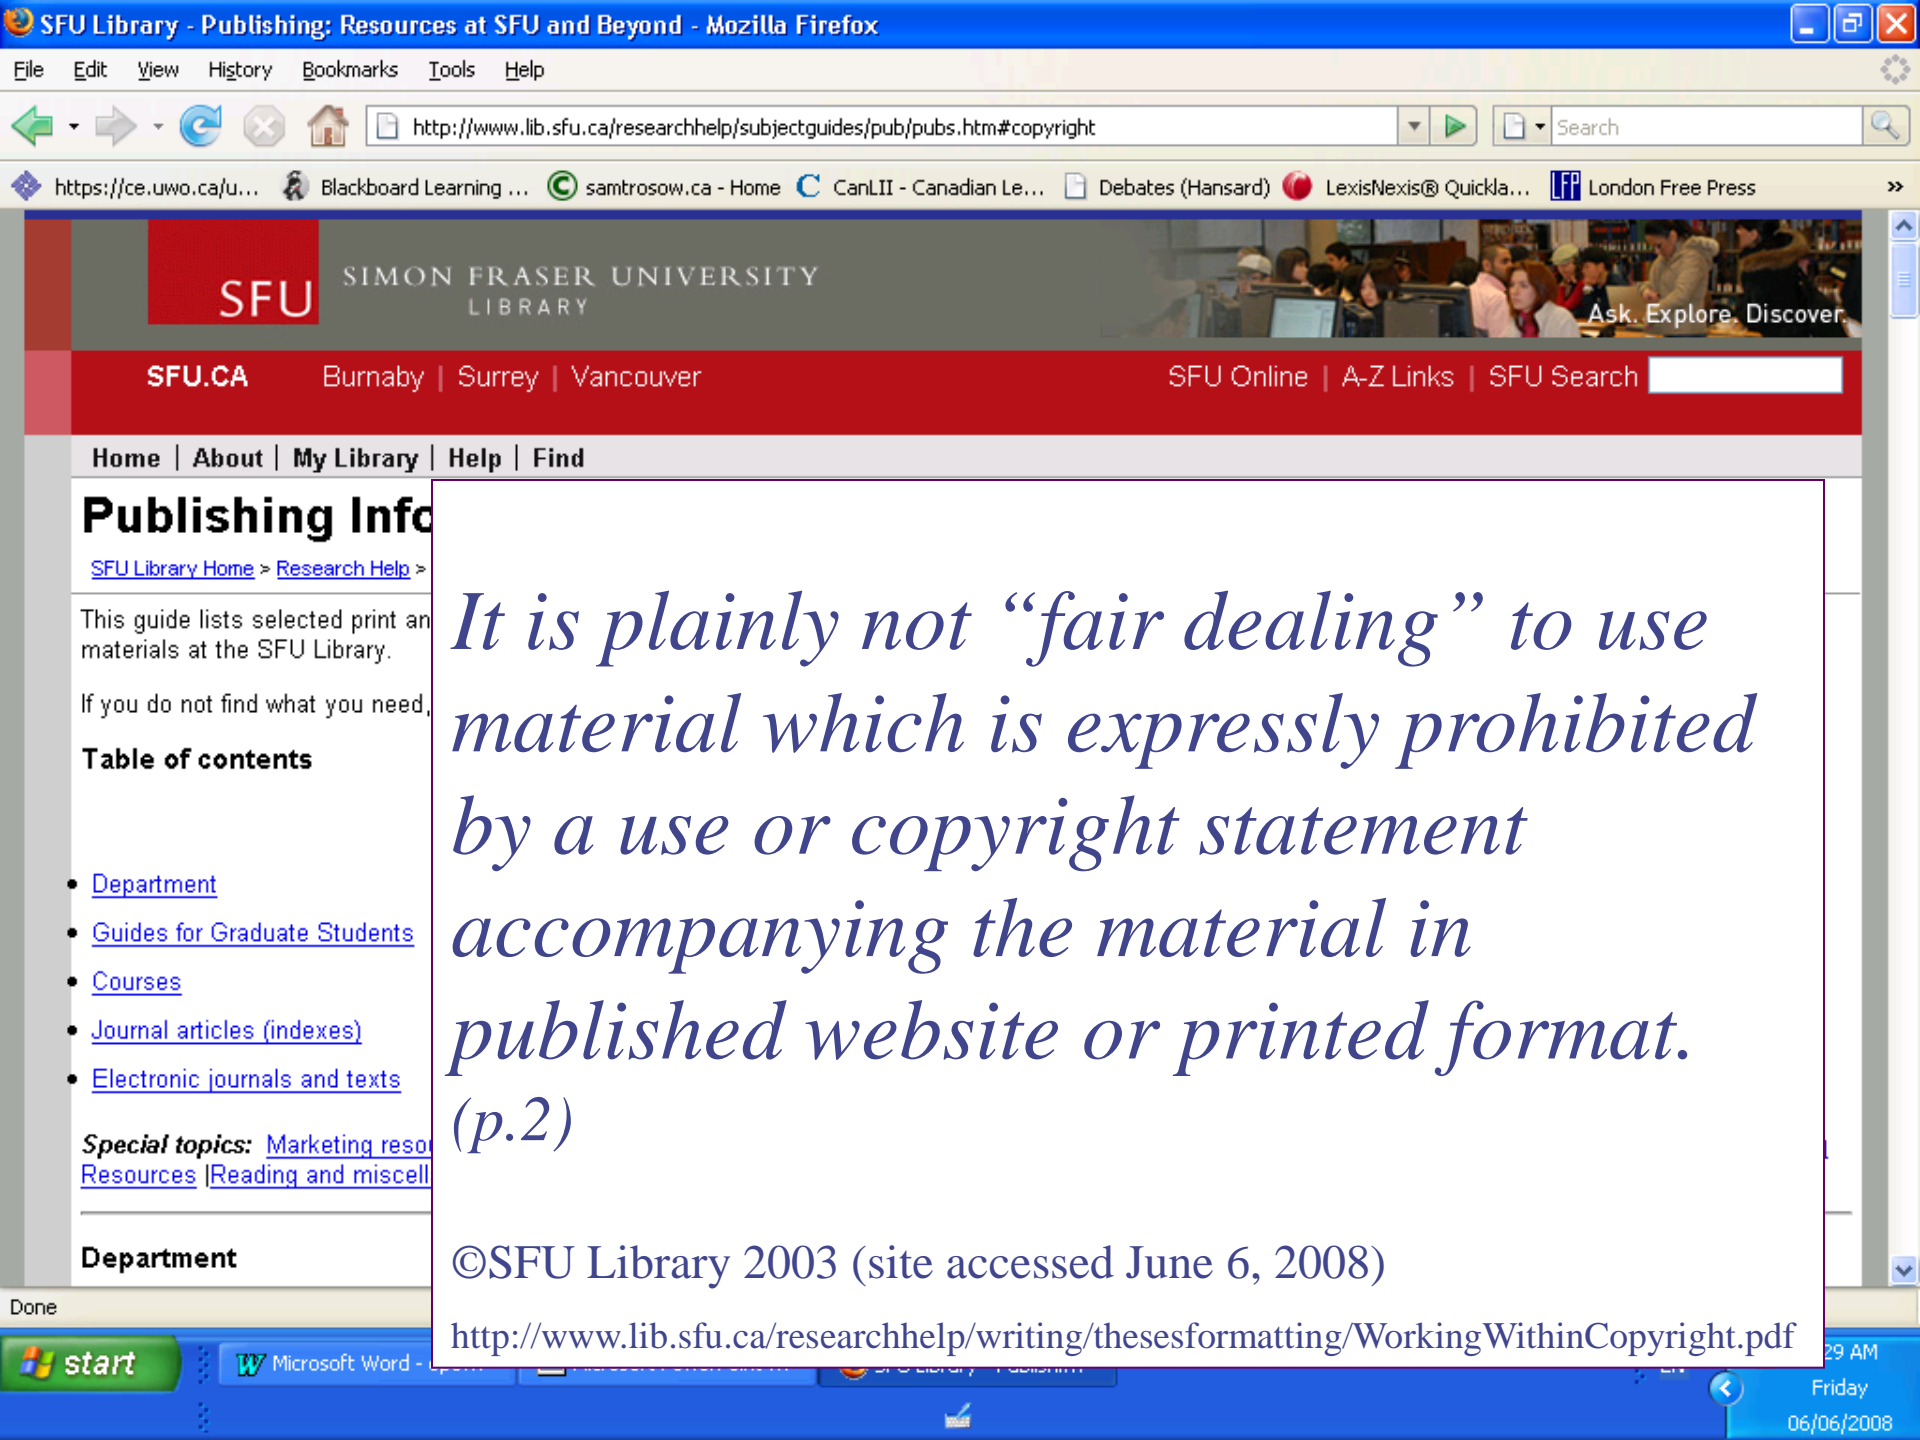 SFU Library - Publishing: Resources at SFU and Beyond - Mozilla Firefox
File Edit View History Bookmarks Tools Help
http://www.lib.sfu.ca/researchhelp/subjectguides/pub/pubs.htm#copyright
Search
https://ce.uwo.ca/u... Blackboard Learning ... samtrosow.ca - Home CanLII - Canadian Le... Debates (Hansard) LexisNexis® Quickla... LFP London Free Press »
SFU SIMON FRASER UNIVERSITY
LIBRARY
Ask. Explore. Discover.
SFU.CA Burnaby | Surrey | Vancouver SFU Online | A-Z Links | SFU Search
Home | About | My Library | Help | Find
Publishing Info
SFU Library Home > Research Help >
This guide lists selected print an
materials at the SFU Library.
If you do not find what you need,
Table of contents
• Department
• Guides for Graduate Students
• Courses
• Journal articles (indexes)
• Electronic journals and texts
Special topics: Marketing resou
Resources |Reading and miscell
Department
It is plainly not “fair dealing” to use
material which is expressly prohibited
by a use or copyright statement
accompanying the material in
published website or printed format.
(p.2)
©SFU Library 2003 (site accessed June 6, 2008)
http://www.lib.sfu.ca/researchhelp/writing/thesesformatting/WorkingWithinCopyright.pdf
Done
start Microsoft Word -
29 AM
Friday
06/06/2008